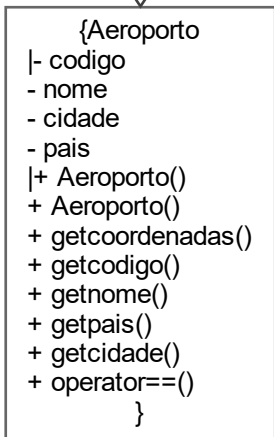 {Aeroporto
|- codigo
- nome
- cidade
- pais
|+ Aeroporto()
+ Aeroporto()
+ getcoordenadas()
+ getcodigo()
+ getnome()
+ getpais()
+ getcidade()
+ operator==()
}